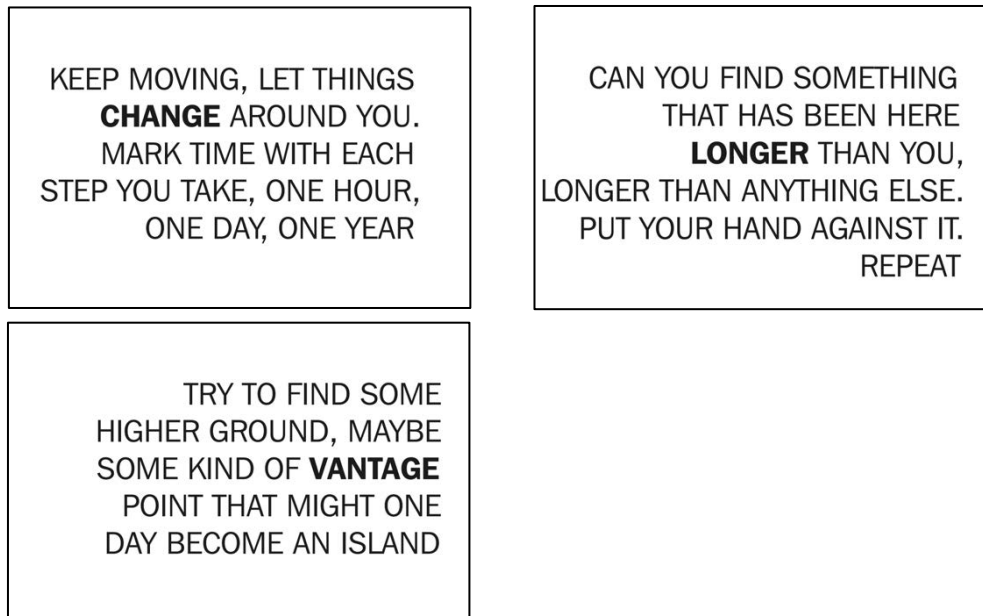 KEEP MOVING, LET THINGS
CHANGE AROUND YOU.
MARK TIME WITH EACH
STEP YOU TAKE, ONE HOUR,
ONE DAY, ONE YEAR
CAN YOU FIND SOMETHING
THAT HAS BEEN HERE
LONGER THAN YOU,
LONGER THAN ANYTHING ELSE.
PUT YOUR HAND AGAINST IT.
REPEAT
TRY TO FIND SOME
HIGHER GROUND, MAYBE
SOME KIND OF VANTAGE
POINT THAT MIGHT ONE
DAY BECOME AN ISLAND